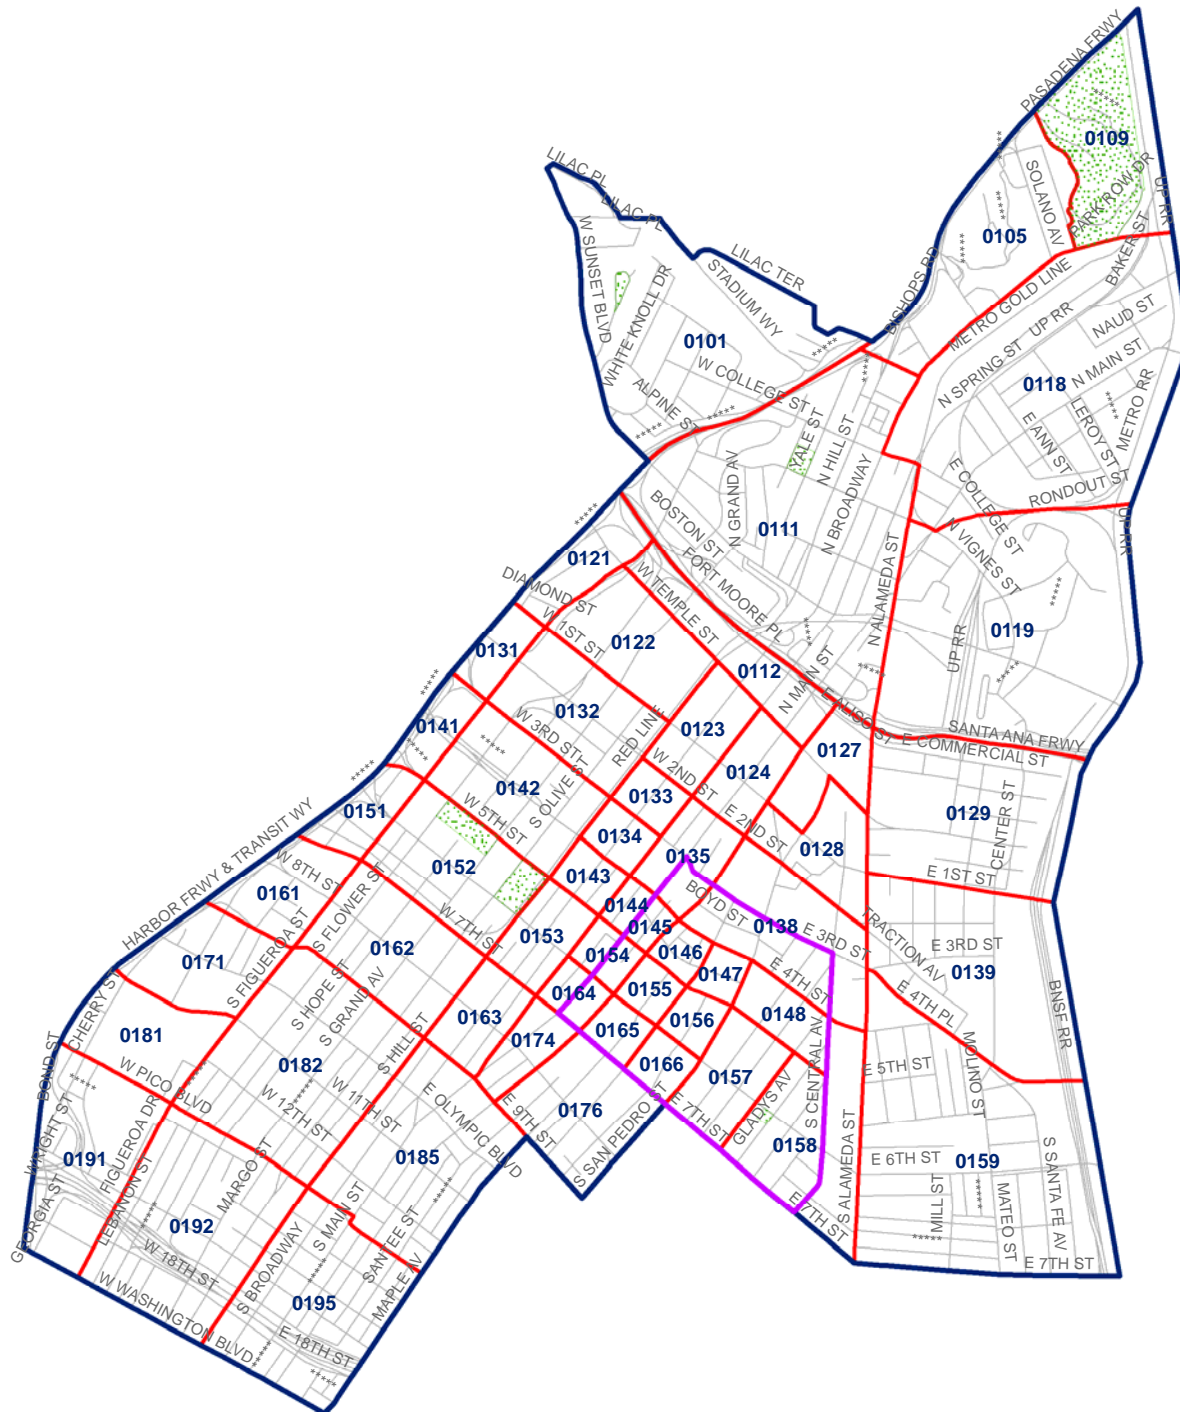 PASADENA FRWY
0109
LILAC PL
SOLANO AV
PARK ROW DR
UP RR
LILAC PL
W SUNSET BLVD
0105
BAKER ST
LILAC TER
STADIUM WY
BISHOPS RD
METRO GOLD LINE
WHITE KNOLL DR
UP RR
NAUD ST
0101
N SPRING ST
N MAIN ST
W COLLEGE ST
0118
ALPINE ST
METRO RR
LEROY ST
YALE ST
N HILL ST
E ANN ST
N GRAND AV
N BROADWAY
E COLLEGE ST
RONDOUT ST
BOSTON ST
0111
N VIGNES ST
UP RR
0121
FORT MOORE PL
N ALAMEDA ST
DIAMOND ST
W TEMPLE ST
W 1ST ST
0122
0119
0131
UP RR
0112
N MAIN ST
0132
E ALISO ST
0141
W 3RD ST
RED LINE
0123
SANTA ANA FRWY
E COMMERCIAL ST
0127
W 2ND ST
0124
0142
S OLIVE ST
0133
0151
W 5TH ST
0129
CENTER ST
HARBOR FRWY & TRANSIT WY
0134
E 2ND ST
0128
0152
0135
W 8TH ST
0143
E 1ST ST
0161
S FLOWER ST
BOYD ST
0144
W 7TH ST
0138
FRACTION AV
0145
0153
E 3RD ST
E 3RD ST
0162
0154
0146
0171
S FIGUEROA ST
0147
0139
E 4TH ST
CHERRY ST
S HOPE ST
0155
0164
E 4TH PL
S GRAND AV
BNSF RR
0163
0156
0148
0165
0181
BOND ST
S HILL ST
0174
S CENTRAL AV
0182
0166
E 5TH ST
MOLINO ST
W PICO BLVD
0157
W 11TH ST
E OLYMPIC BLVD
GLADYS AV
W 12TH ST
0176
E 9TH ST
E 7TH ST
WRIGHT ST
FIGUEROA DR
S SAN PEDRO ST
0158
0191
0185
E 6TH ST
0159
S ALAMEDA ST
MARGO ST
LEBANON ST
S SANTA FE AV
GEORGIA ST
S MAIN ST
MILL ST
MATEO ST
0192
E 7TH ST
SANTEE ST
W 18TH ST
S BROADWAY
E 7TH ST
MAPLE AV
W WASHINGTON BLVD
0195
E 18TH ST